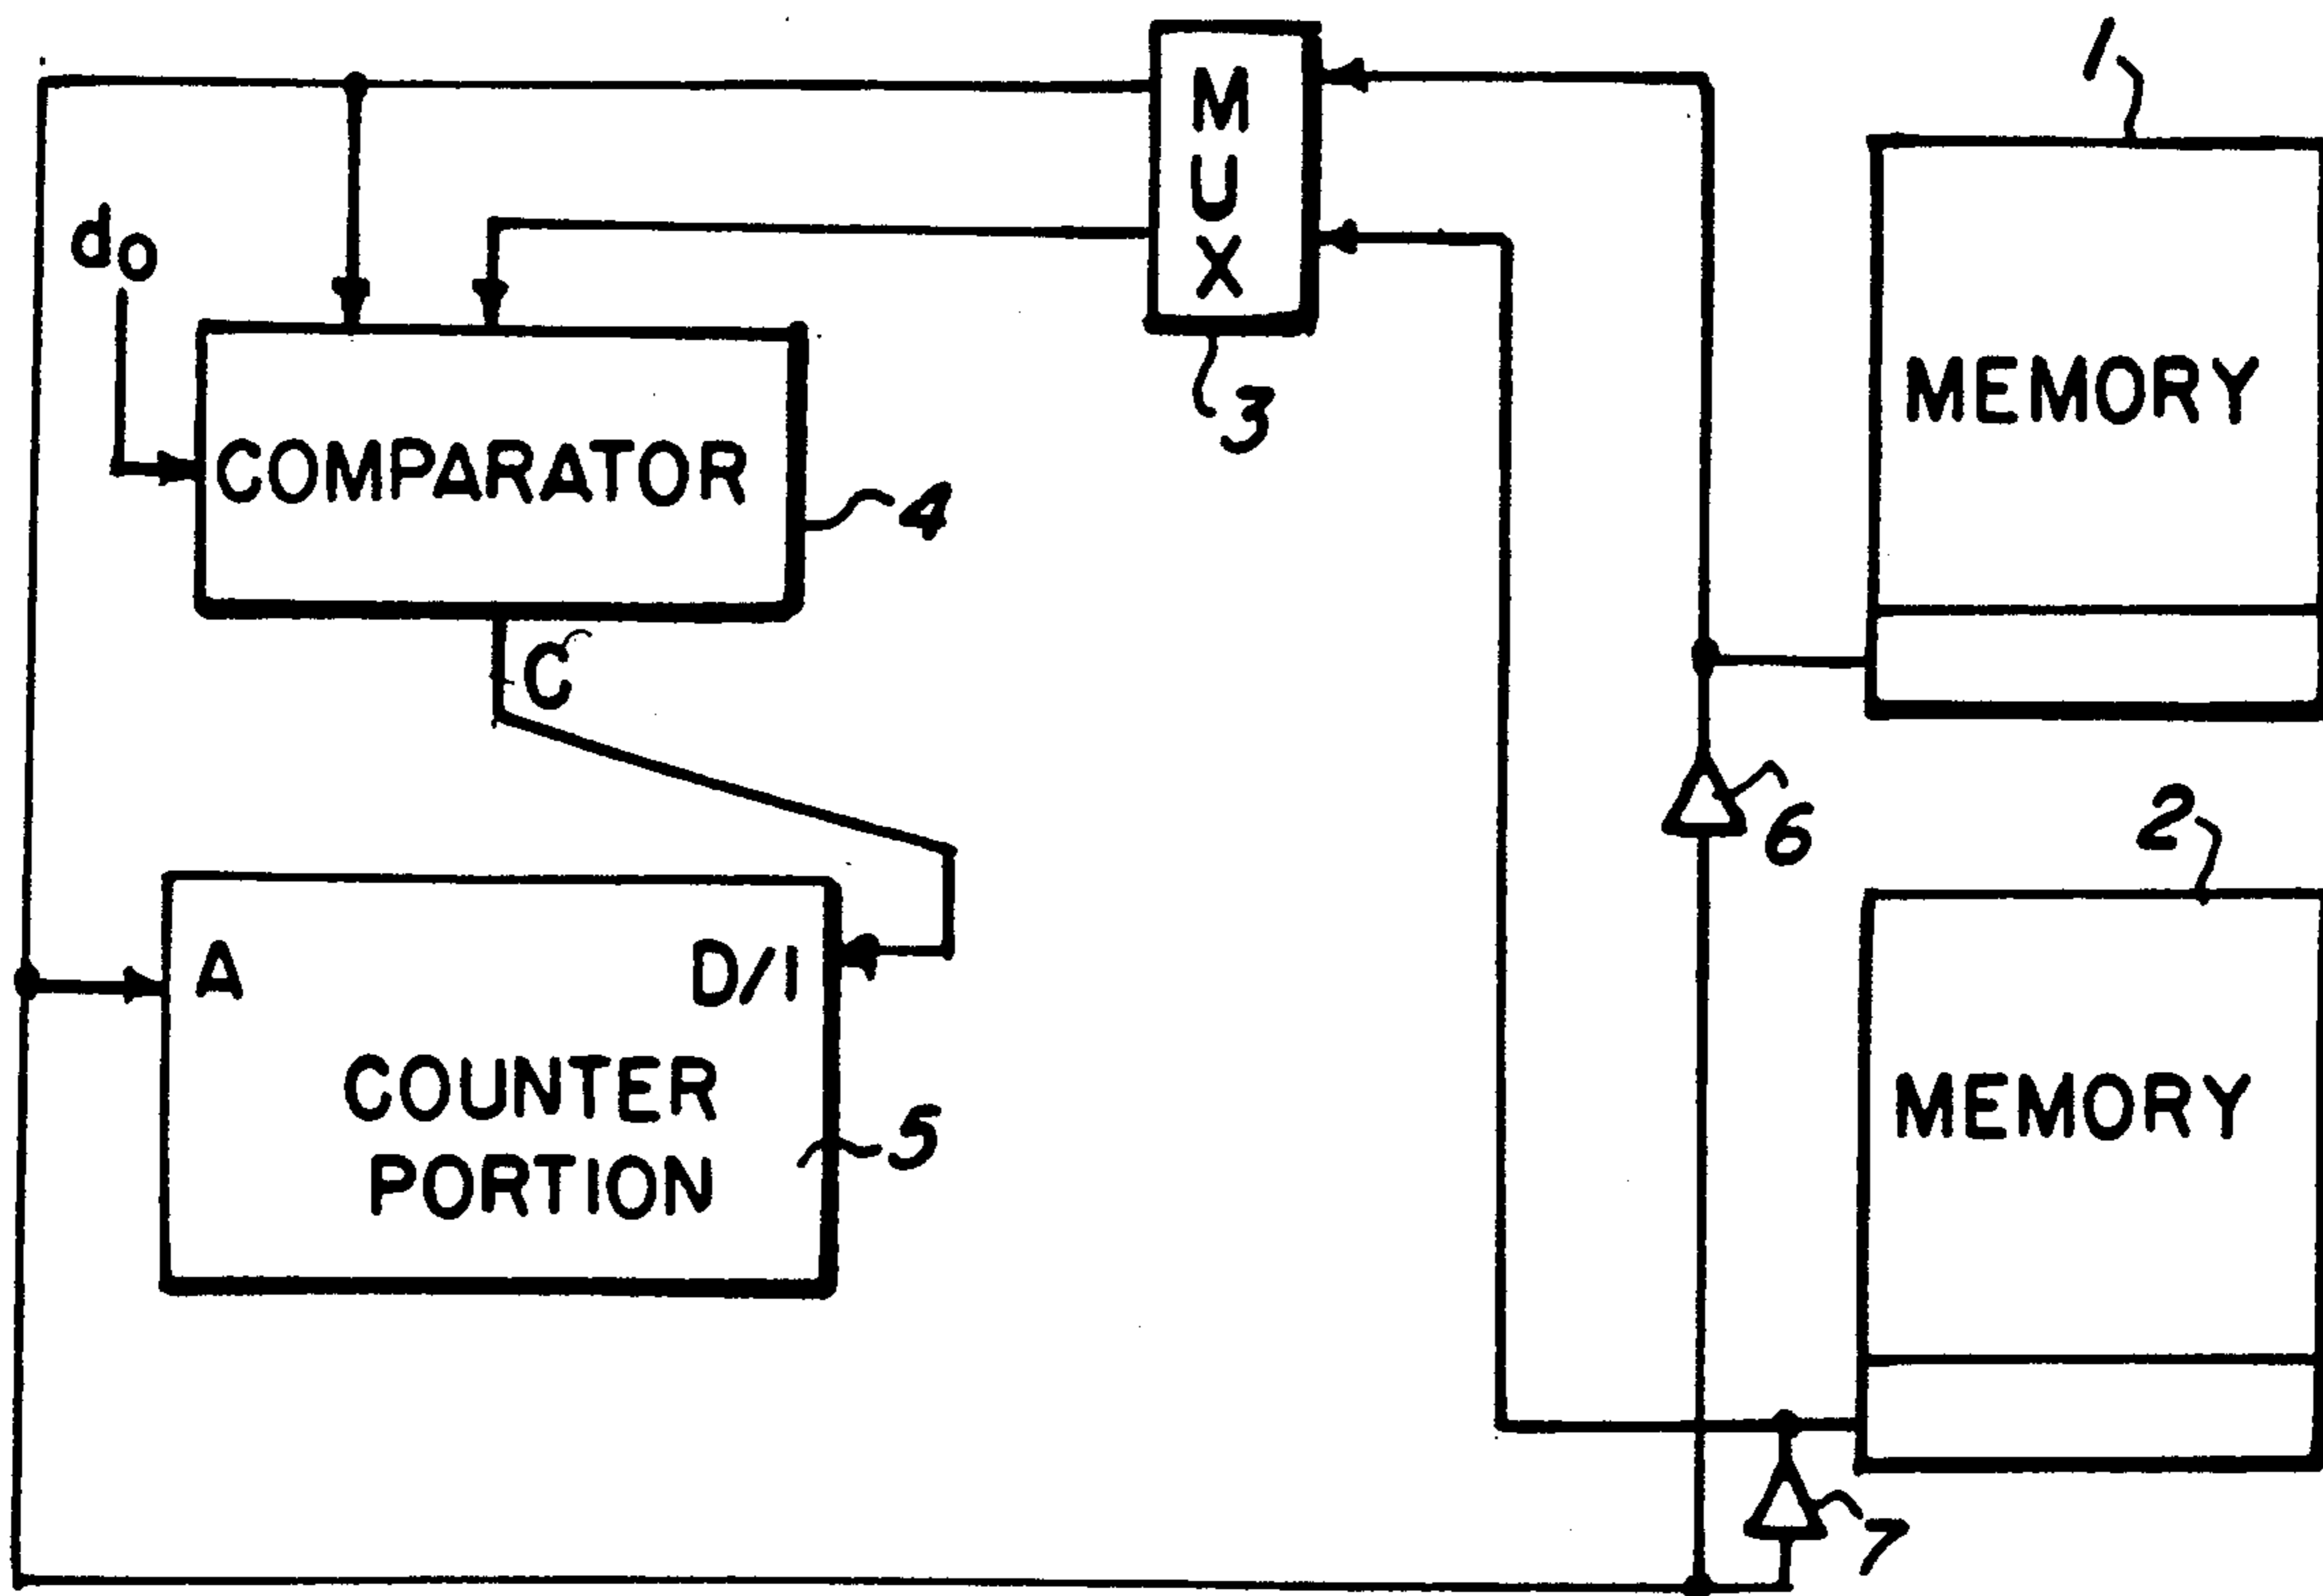 1
M
U
X
d0
MEMORY
3
COMPARATOR
4
C
6
2
A
D/I
COUNTER
PORTION
5
MEMORY
7